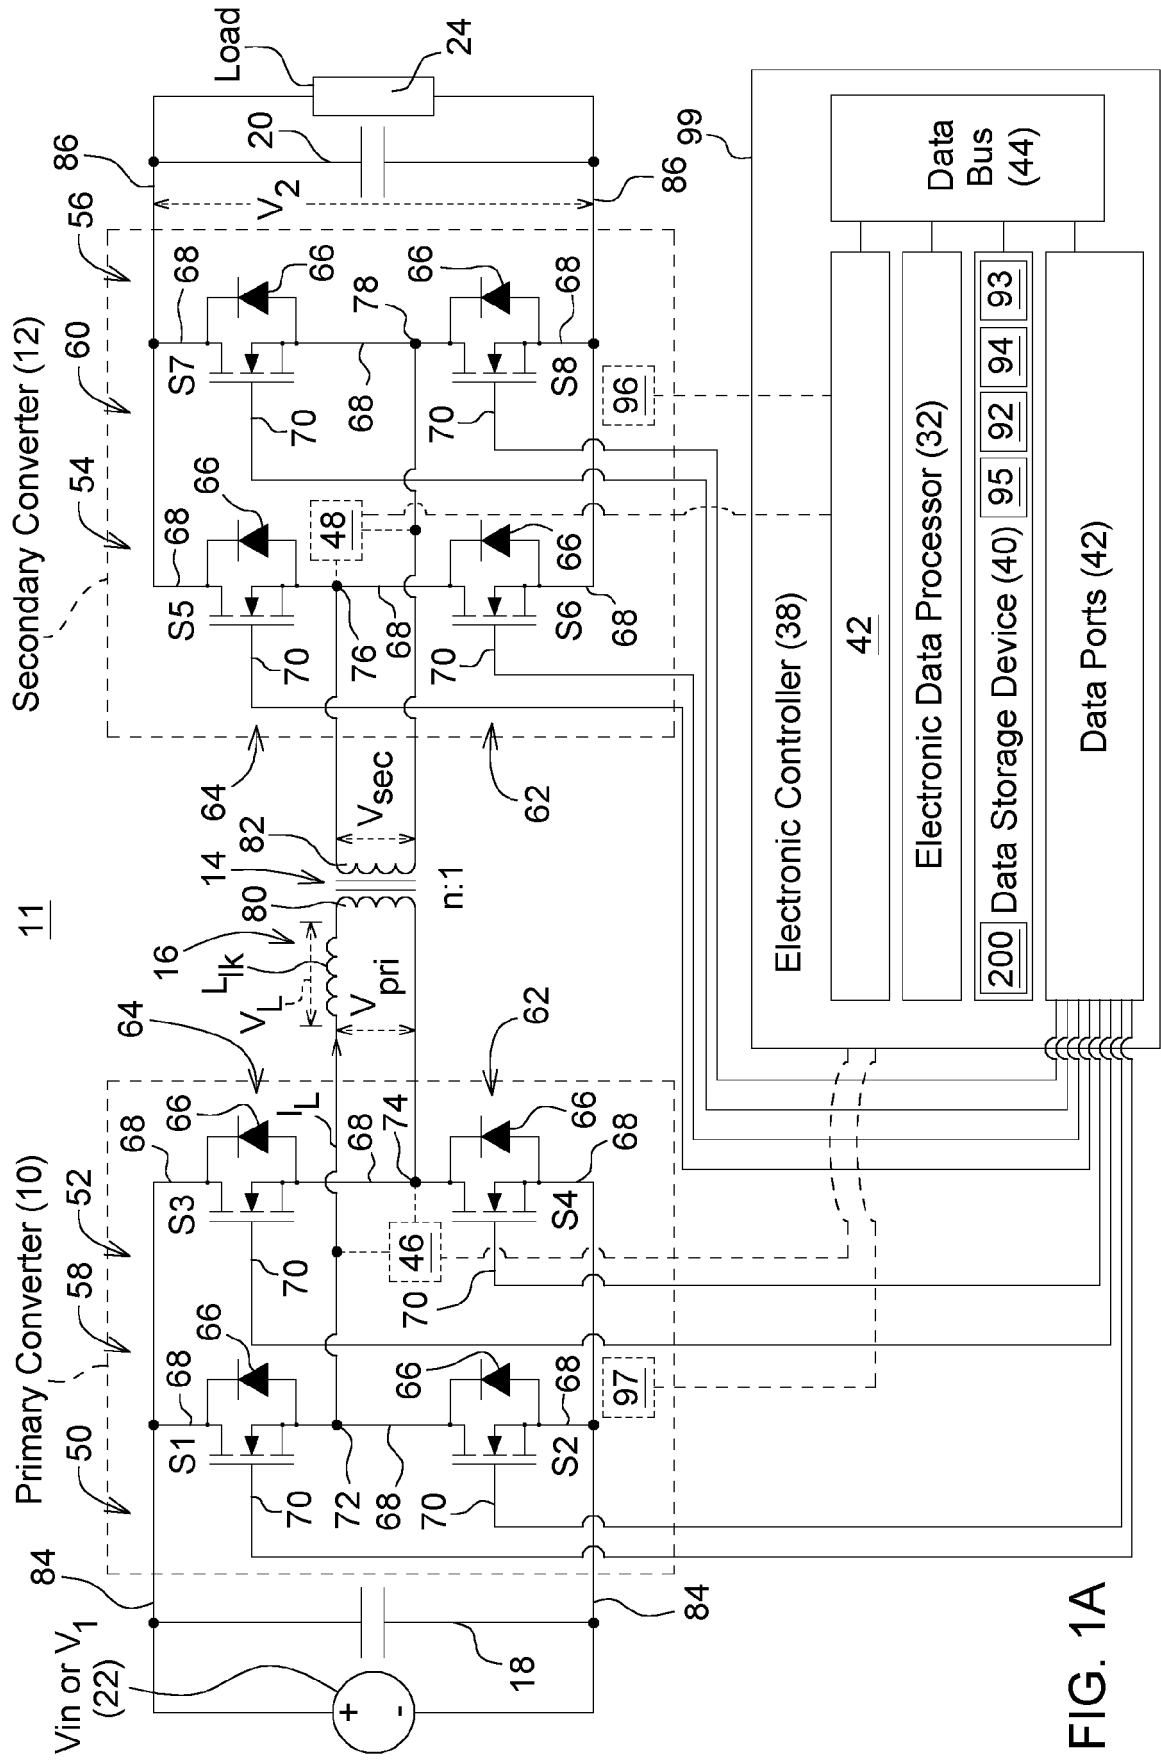 11
Vin or V1
(22)
84
Primary Converter (10)
50
58
52
68
S1
66
70
68
S3
66
70
64
IL
VL
Llk
16
80
14
82
Vpri
Vsec
n:1
72
68
70
S2
66
68
46
68
74
70
S4
66
68
62
97
18
84
Secondary Converter (12)
54
60
56
86
64
68
S5
66
70
68
S7
66
70
48
76
68
70
S6
66
68
68
78
70
S8
66
68
62
96
V2
20
Load
24
86
99
Electronic Controller (38)
42
Electronic Data Processor (32)
200 Data Storage Device (40) 95 92 94 93
Data Ports (42)
Data
Bus
(44)
FIG. 1A